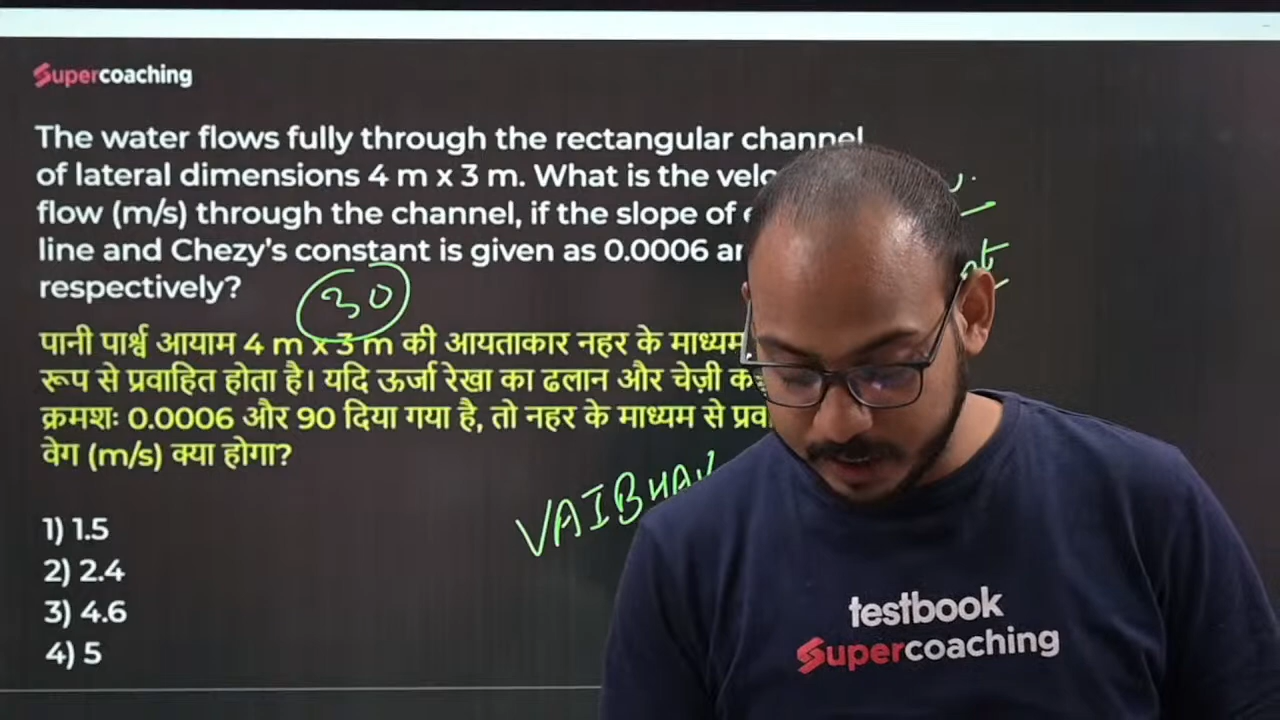 Supercoaching
The water flows fully through the rectangular channel
of lateral dimensions 4 m x 3 m. What is the
flow (m/s) through the channel, if the slope of
line and Chezy's constant is given as 0.0006
respectively?
30
पानी पार्श्व आयाम 4 m x 3 m की आयताकार नहर के माध्यम
रूप से प्रवाहित होता है। यदि ऊर्जा रेखा का ढलान और चेज़ी
क्रमशः 0.0006 और 90 दिया गया है, तो नहर के माध्यम से
वेग (m/s) क्या होगा?
VAIBHAV
1) 1.5
2) 2.4
3) 4.6
4) 5
testbook
Supercoaching